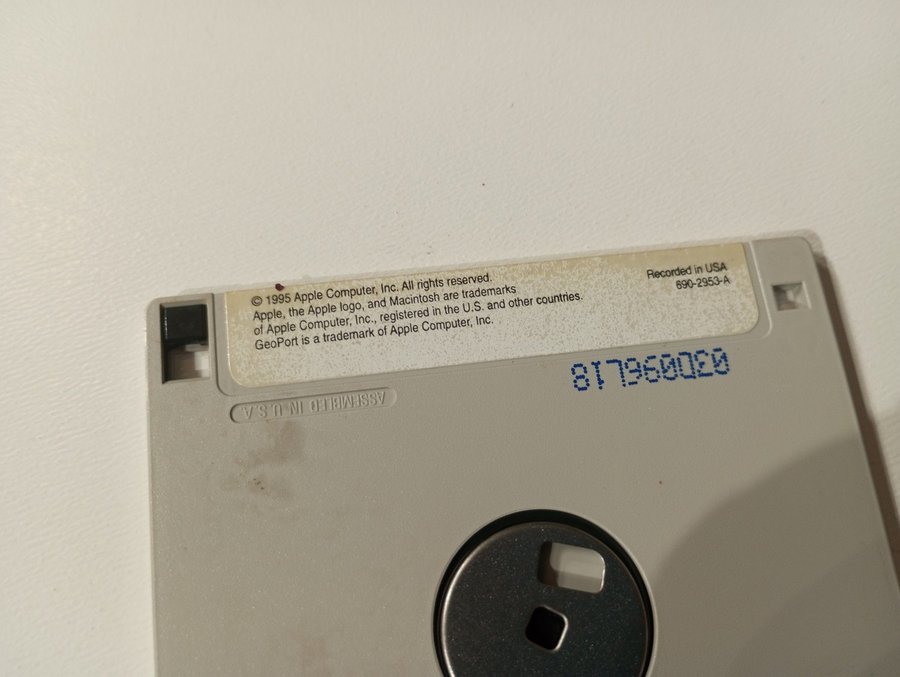 © 1995 Apple Computer, Inc. All rights reserved.
Apple, the Apple logo, and Macintosh are trademarks
of Apple Computer, Inc., registered in the U.S. and other countries.
GeoPort is a trademark of Apple Computer, Inc.
Recorded in USA
690-2953-A
03D0996L18
ASSEMBLED IN U.S.A